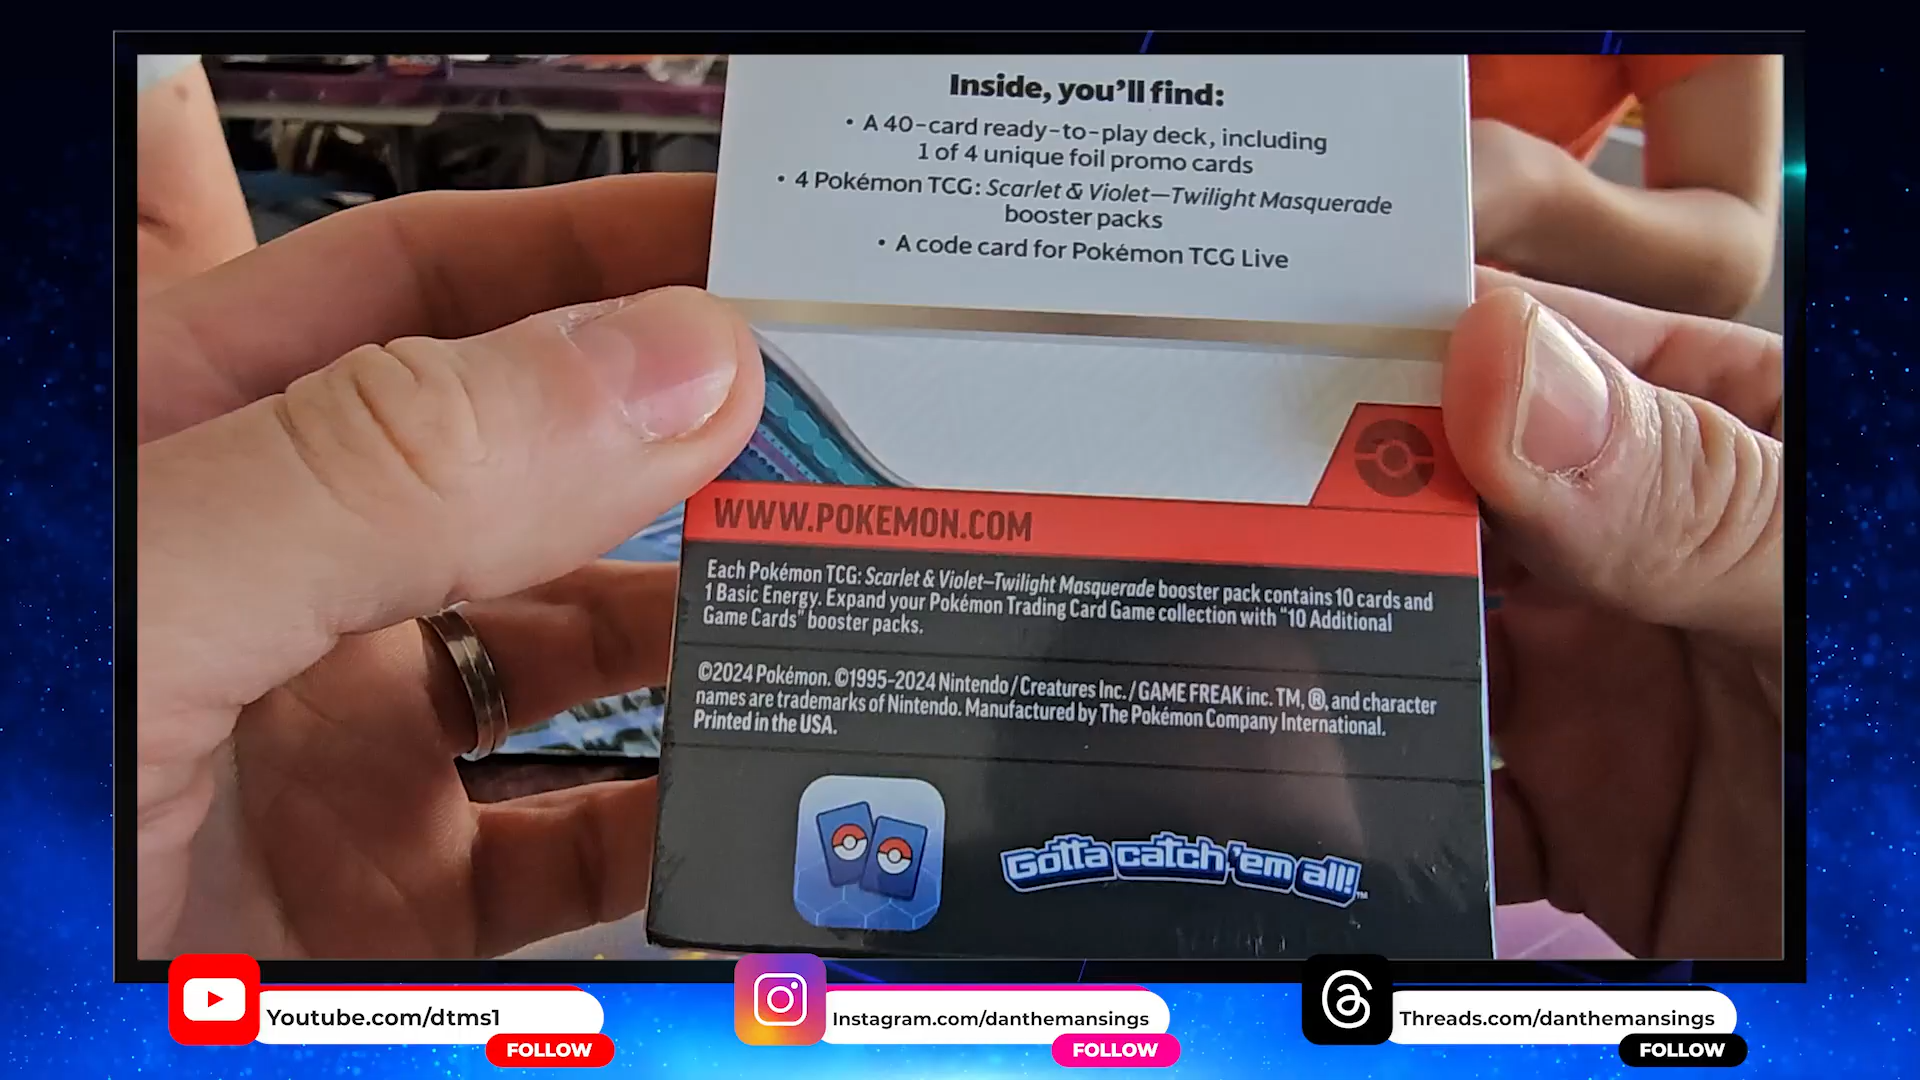 Inside, you'll find:
• A 40-card ready-to-play deck, including
1 of 4 unique foil promo cards
• 4 Pokémon TCG: Scarlet & Violet—Twilight Masquerade
booster packs
• A code card for Pokémon TCG Live
WWW.POKEMON.COM
Each Pokémon TCG: Scarlet & Violet—Twilight Masquerade booster pack contains 10 cards and
1 Basic Energy. Expand your Pokémon Trading Card Game collection with “10 Additional
Game Cards” booster packs.
©2024 Pokémon. ©1995–2024 Nintendo / Creatures Inc. / GAME FREAK inc. TM, ®, and character
names are trademarks of Nintendo. Manufactured by The Pokémon Company International.
Printed in the USA.
Gotta catch 'em all!™
Youtube.com/dtms1
FOLLOW
Instagram.com/danthemansings
FOLLOW
Threads.com/danthemansings
FOLLOW